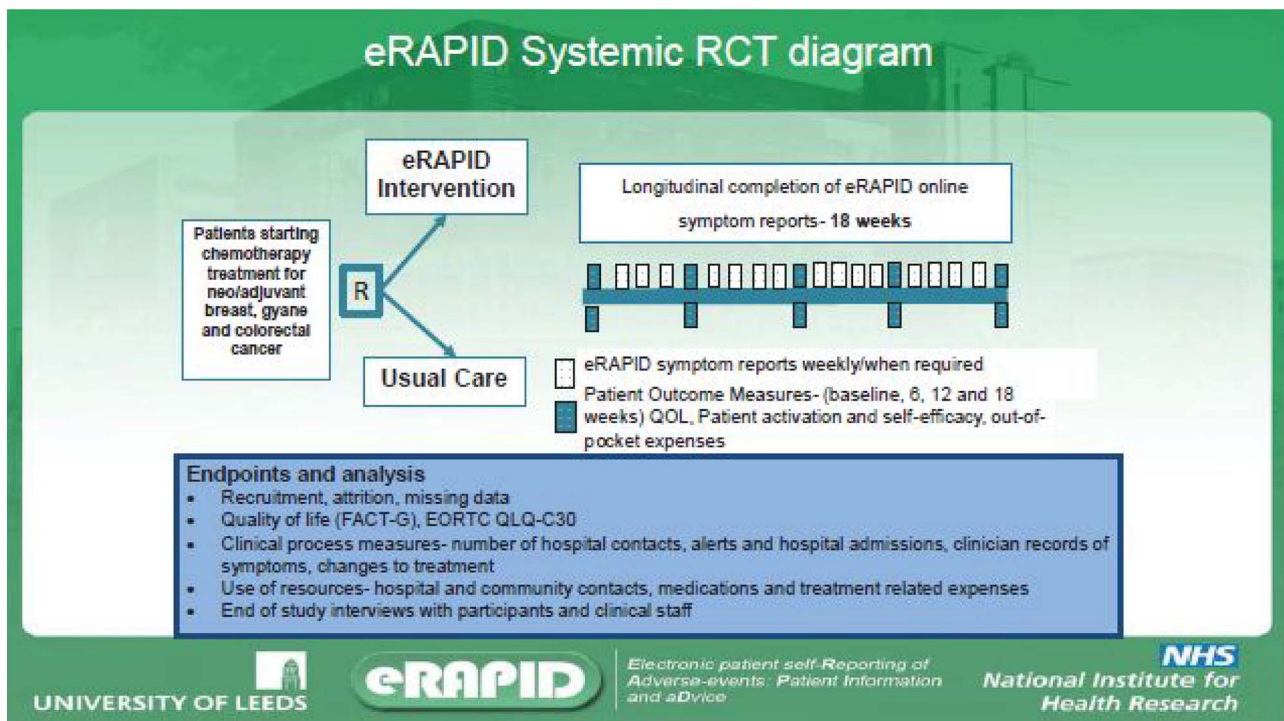 eRAPID Systemic RCT diagram
eRAPID
Intervention
Longitudinal completion of eRAPID online
symptom reports- 18 weeks
Patients starting
chemotherapy
treatment for
neo/adjuvant
breast, gyane
and colorectal
cancer
R
Usual Care
eRAPID symptom reports weekly/when required
Patient Outcome Measures- (baseline, 6, 12 and 18
weeks) QOL, Patient activation and self-efficacy, out-of-
pocket expenses
Endpoints and analysis
• Recruitment, attrition, missing data
• Quality of life (FACT-G), EORTC QLQ-C30
• Clinical process measures- number of hospital contacts, alerts and hospital admissions, clinician records of
symptoms, changes to treatment
• Use of resources- hospital and community contacts, medications and treatment related expenses
• End of study interviews with participants and clinical staff
UNIVERSITY OF LEEDS
eRAPID
Electronic patient self-Reporting of
Adverse-events: Patient Information
and aDvice
NHS
National Institute for
Health Research